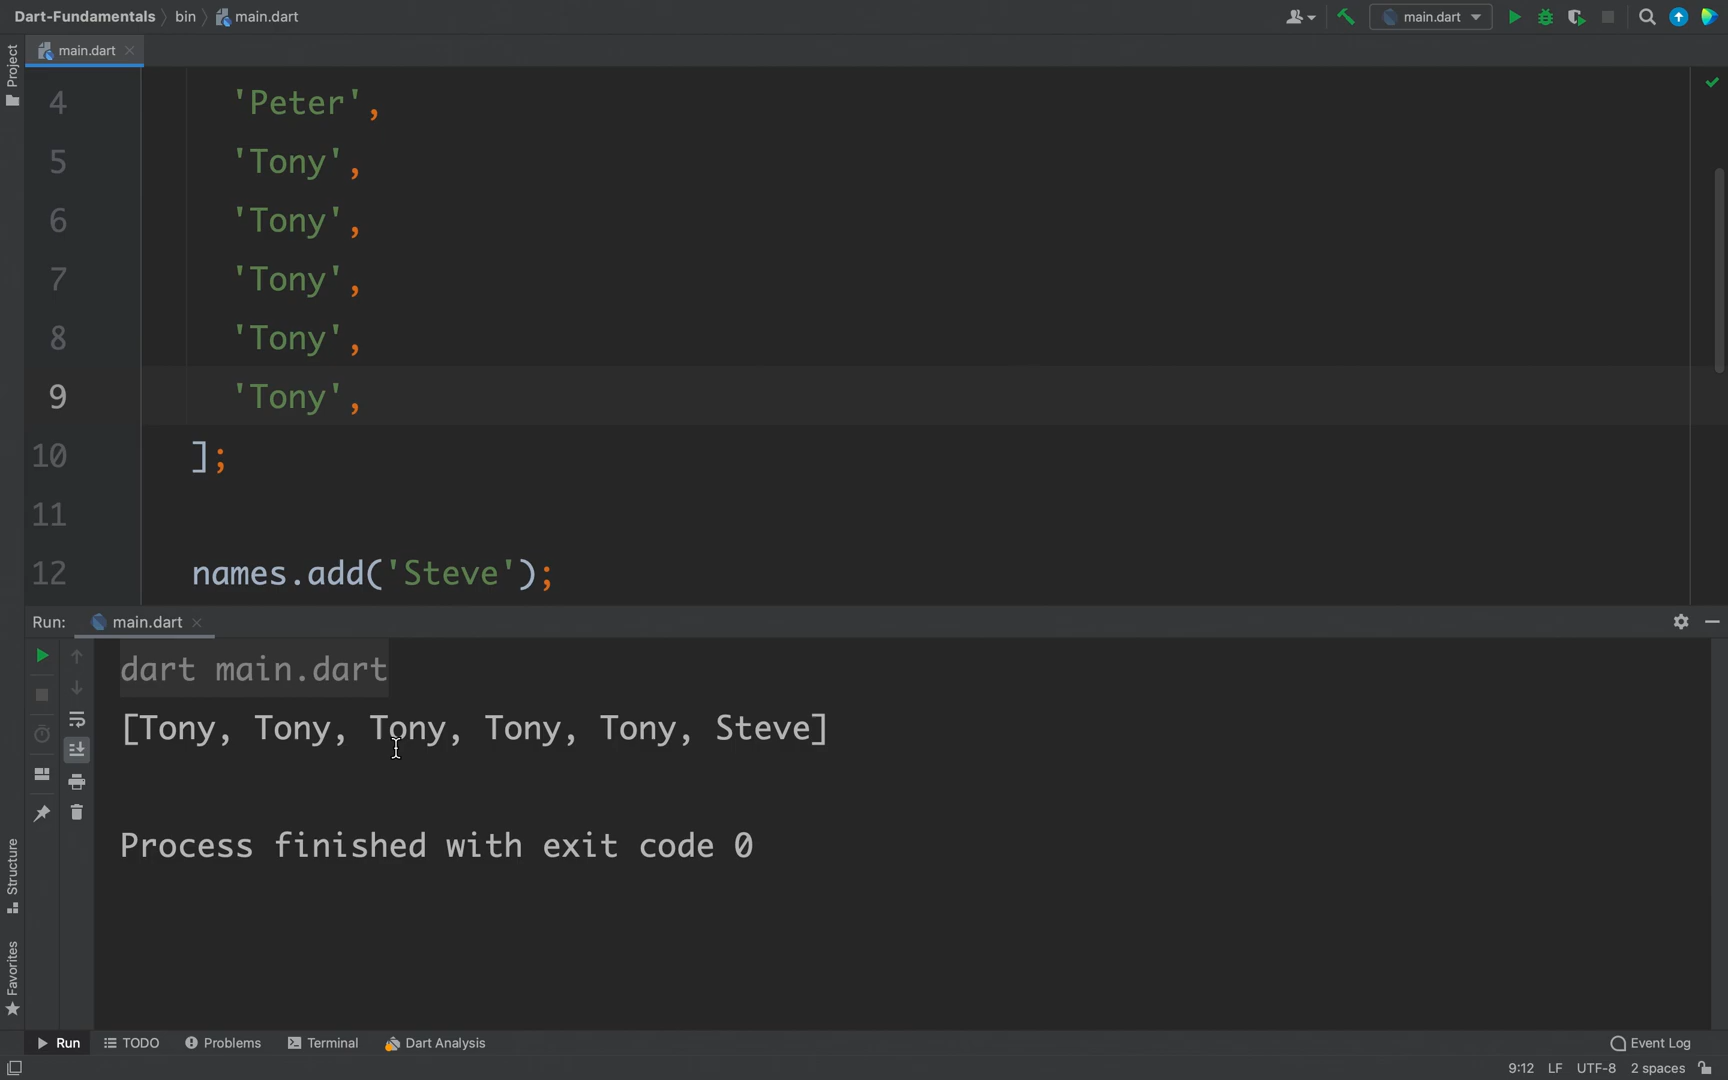 Dart-Fundamentals bin main.dart
main.dart
main.dart
Project
4 'Peter',
5 'Tony',
6 'Tony',
7 'Tony',
8 'Tony',
9 'Tony',
10 ];
11
12 names.add('Steve');
Run: main.dart
dart main.dart
[Tony, Tony, Tony, Tony, Tony, Steve]
Process finished with exit code 0
Structure
Favorites
Run TODO Problems Terminal Dart Analysis Event Log
9:12 LF UTF-8 2 spaces